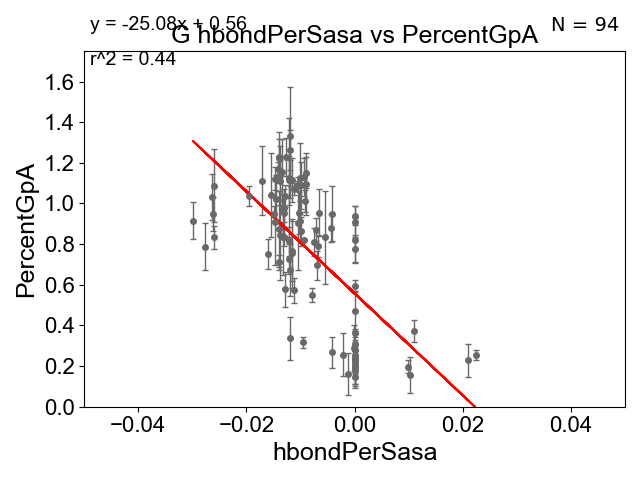 y = -25.08x + 0.56
G hbondPerSasa vs PercentGpA
N = 94
r^2 = 0.44
1.6
1.4
1.2
1.0
0.8
0.6
0.4
0.2
0.0
PercentGpA
−0.04 −0.02 0.00 0.02 0.04
hbondPerSasa